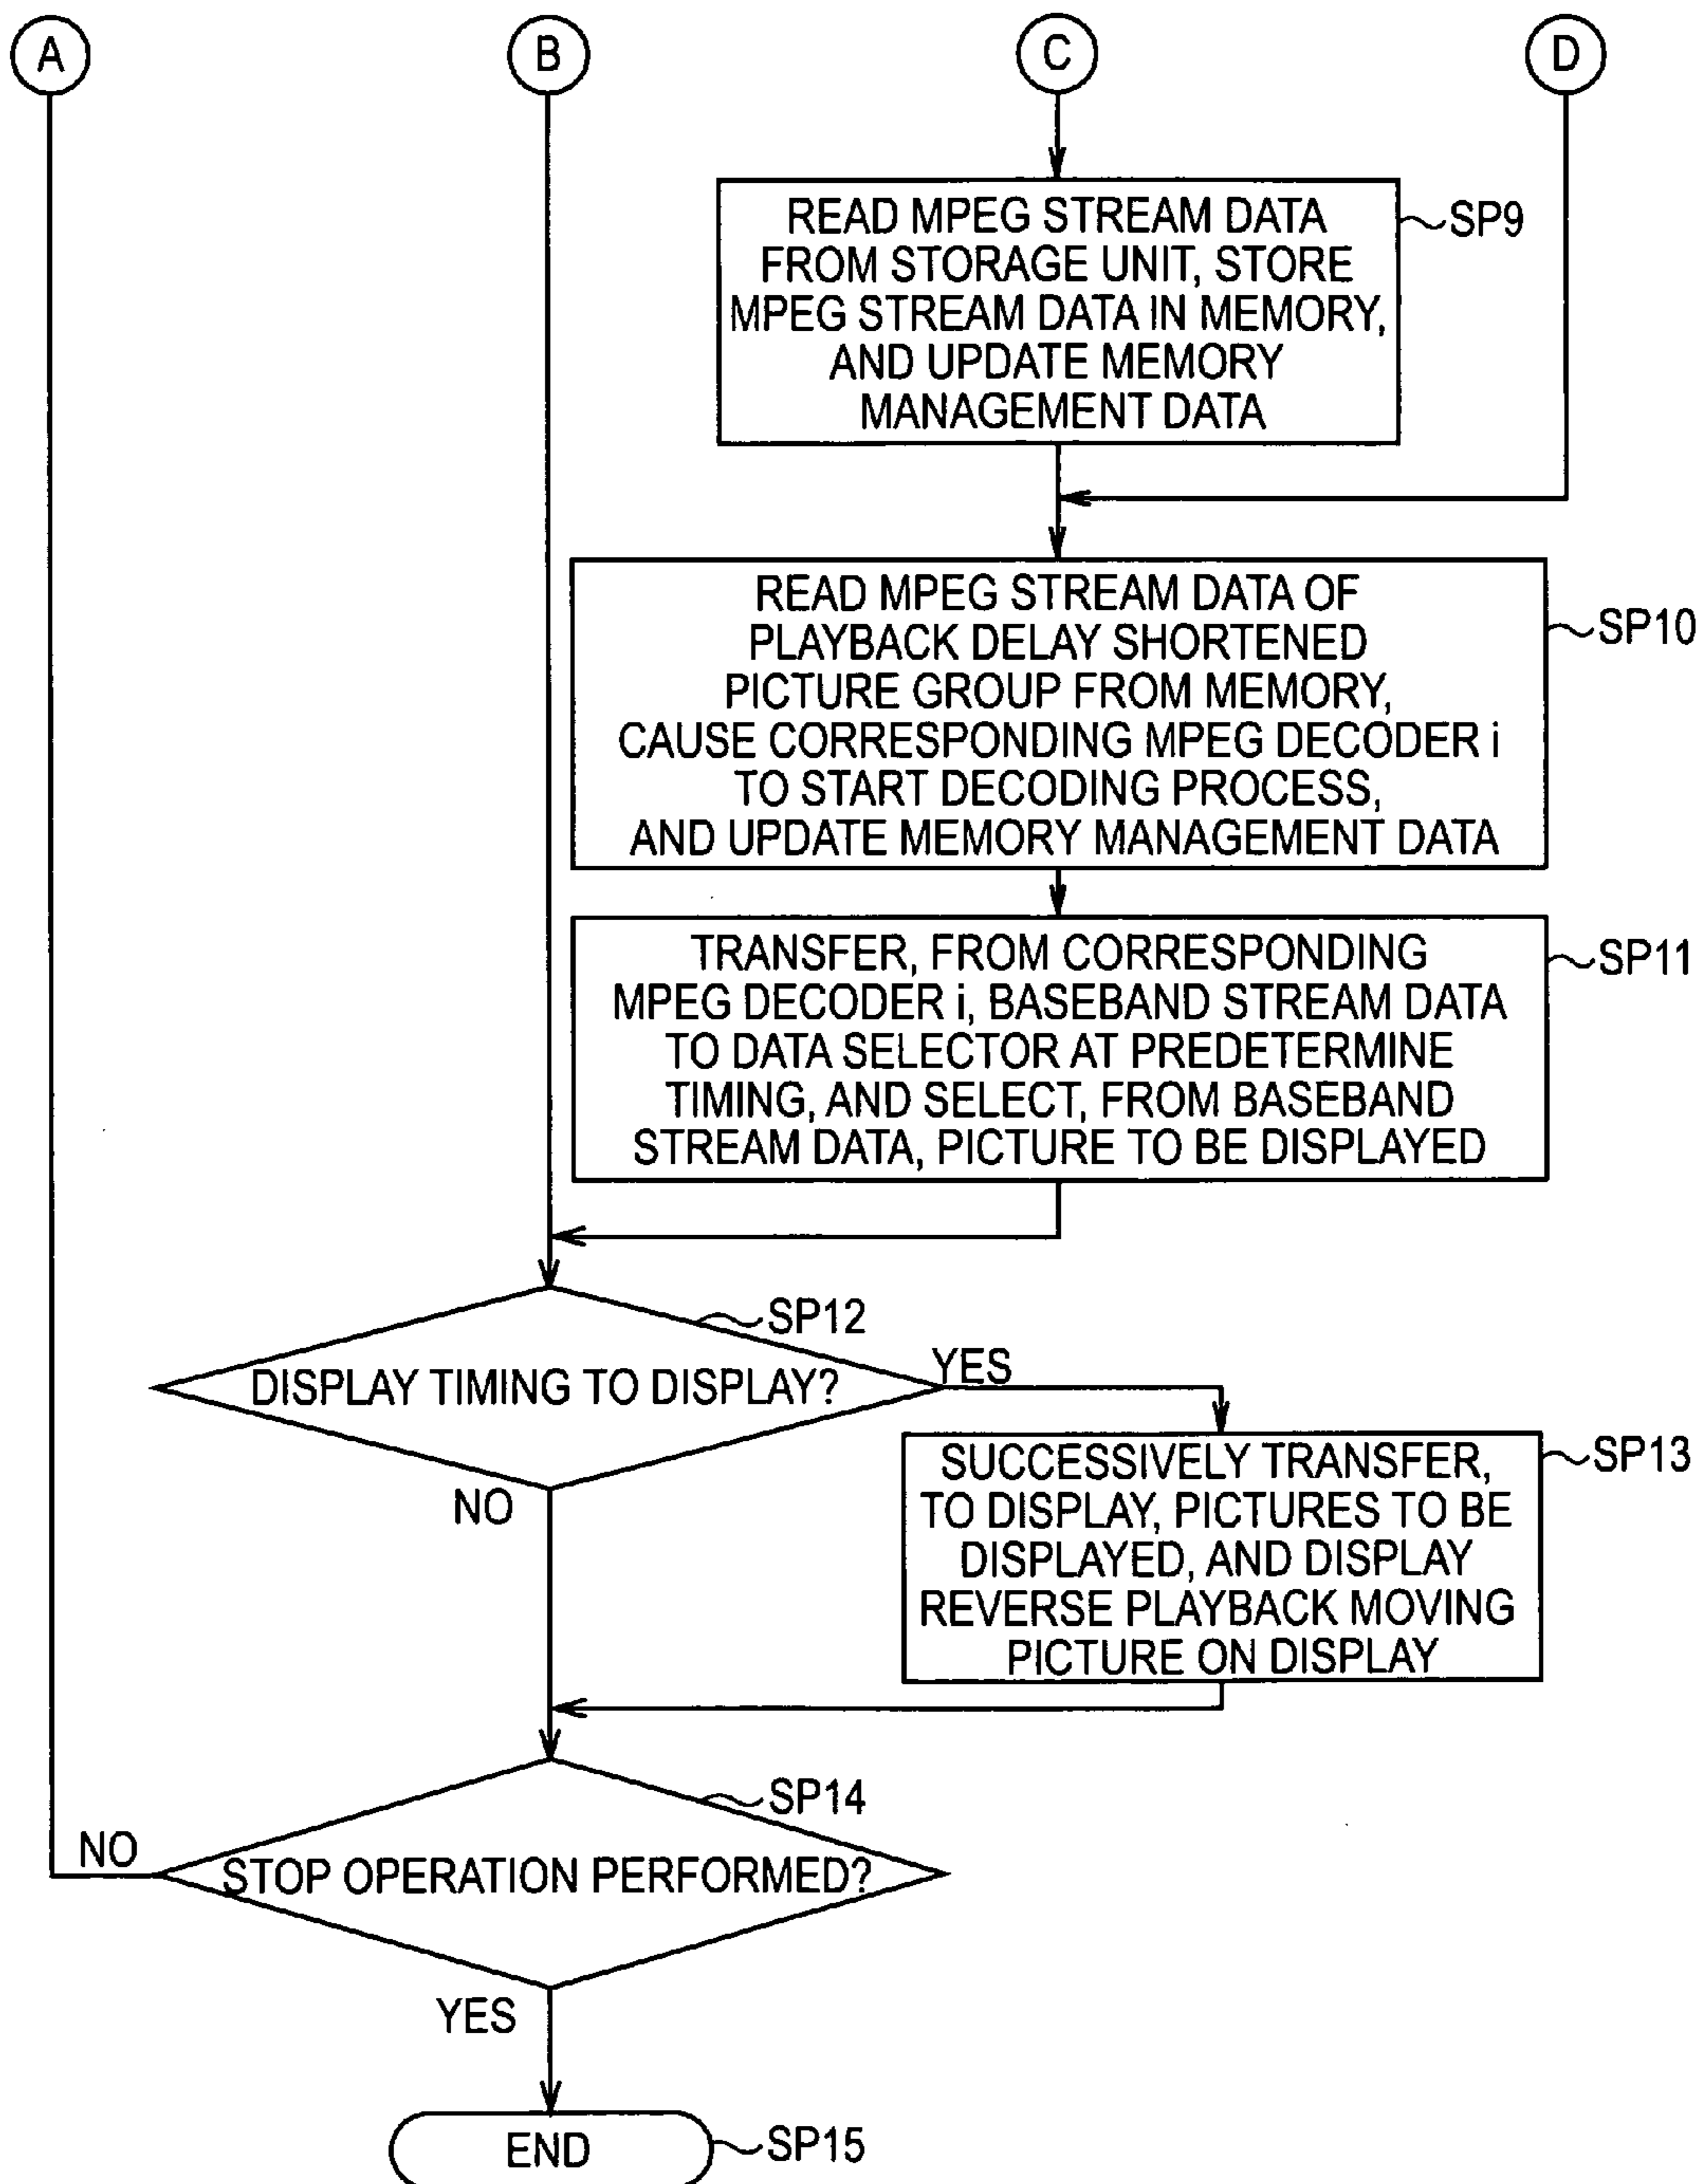 A
B
C
D
READ MPEG STREAM DATA
FROM STORAGE UNIT, STORE
MPEG STREAM DATA IN MEMORY,
AND UPDATE MEMORY
MANAGEMENT DATA
SP9
READ MPEG STREAM DATA OF
PLAYBACK DELAY SHORTENED
PICTURE GROUP FROM MEMORY,
CAUSE CORRESPONDING MPEG DECODER i
TO START DECODING PROCESS,
AND UPDATE MEMORY MANAGEMENT DATA
SP10
TRANSFER, FROM CORRESPONDING
MPEG DECODER i, BASEBAND STREAM DATA
TO DATA SELECTOR AT PREDETERMINE
TIMING, AND SELECT, FROM BASEBAND
STREAM DATA, PICTURE TO BE DISPLAYED
SP11
SP12
DISPLAY TIMING TO DISPLAY?
YES
NO
SUCCESSIVELY TRANSFER,
TO DISPLAY, PICTURES TO BE
DISPLAYED, AND DISPLAY
REVERSE PLAYBACK MOVING
PICTURE ON DISPLAY
SP13
SP14
NO
STOP OPERATION PERFORMED?
YES
END
SP15